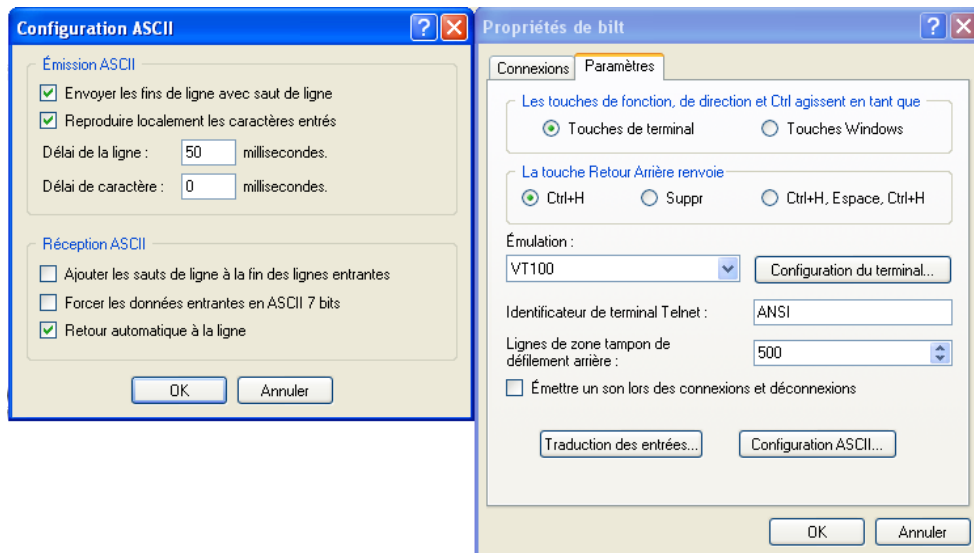 Configuration ASCII
Émission ASCII
Envoyer les fins de ligne avec saut de ligne
Reproduire localement les caractères entrés
Délai de la ligne : 50 millisecondes.
Délai de caractère : 0 millisecondes.
Réception ASCII
Ajouter les sauts de ligne à la fin des lignes entrantes
Forcer les données entrantes en ASCII 7 bits
Retour automatique à la ligne
OK Annuler
Propriétés de bilt
Connexions Paramètres
Les touches de fonction, de direction et Ctrl agissent en tant que
Touches de terminal Touches Windows
La touche Retour Arrière renvoie
Ctrl+H Suppr Ctrl+H, Espace, Ctrl+H
Émulation :
VT100 Configuration du terminal...
Identificateur de terminal Telnet : ANSI
Lignes de zone tampon de
défilement arrière : 500
Émettre un son lors des connexions et déconnexions
Traduction des entrées... Configuration ASCII...
OK Annuler